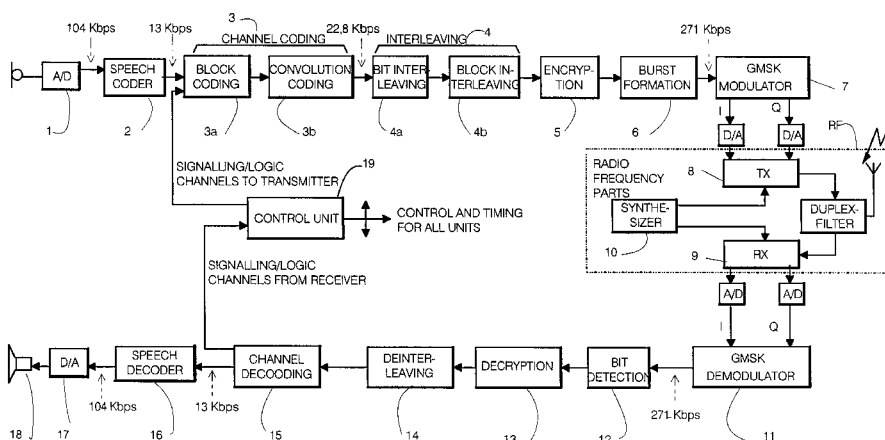 3
4
104 Kbps
13 Kbps
CHANNEL CODING
22,8 Kbps
INTERLEAVING
271 Kbps
A/D
SPEECH
CODER
BLOCK
CODING
CONVOLUTION
CODING
BIT INTER-
LEAVING
BLOCK IN-
TERLEAVING
ENCRYP-
TION
BURST
FORMATION
GMSK
MODULATOR
7
1
2
3a
3b
4a
4b
5
6
I
Q
D/A
D/A
RF
SIGNALLING/LOGIC
CHANNELS TO TRANSMITTER
19
CONTROL UNIT
CONTROL AND TIMING
FOR ALL UNITS
RADIO
FREQUENCY
PARTS
8
TX
SYNTHE-
SIZER
10
DUPLEX-
FILTER
9
RX
SIGNALLING/LOGIC
CHANNELS FROM RECEIVER
A/D
A/D
I
Q
D/A
SPEECH
DECODER
CHANNEL
DECODING
DEINTER-
LEAVING
DECRYPTION
BIT
DETECTION
GMSK
DEMODULATOR
104 Kbps
13 Kbps
271 Kbps
18
17
16
15
14
13
12
11